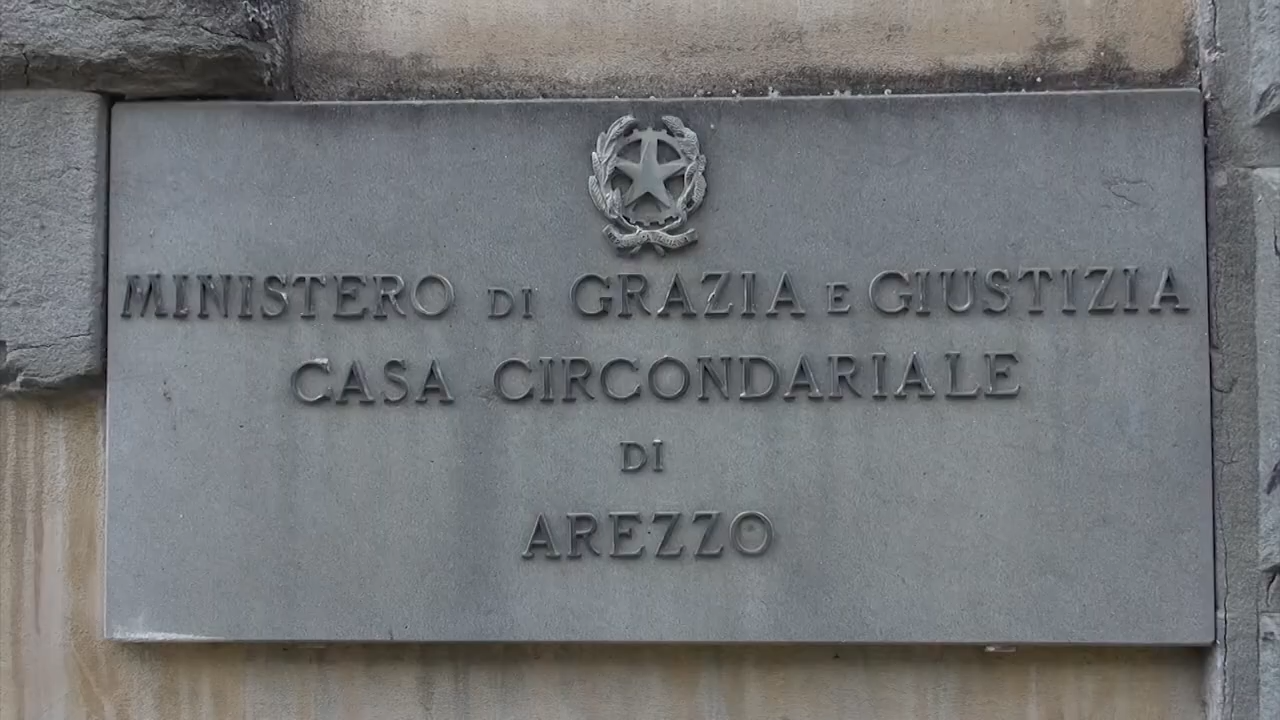 MINISTERO DI GRAZIA E GIUSTIZIA
CASA CIRCONDARIALE
DI
AREZZO